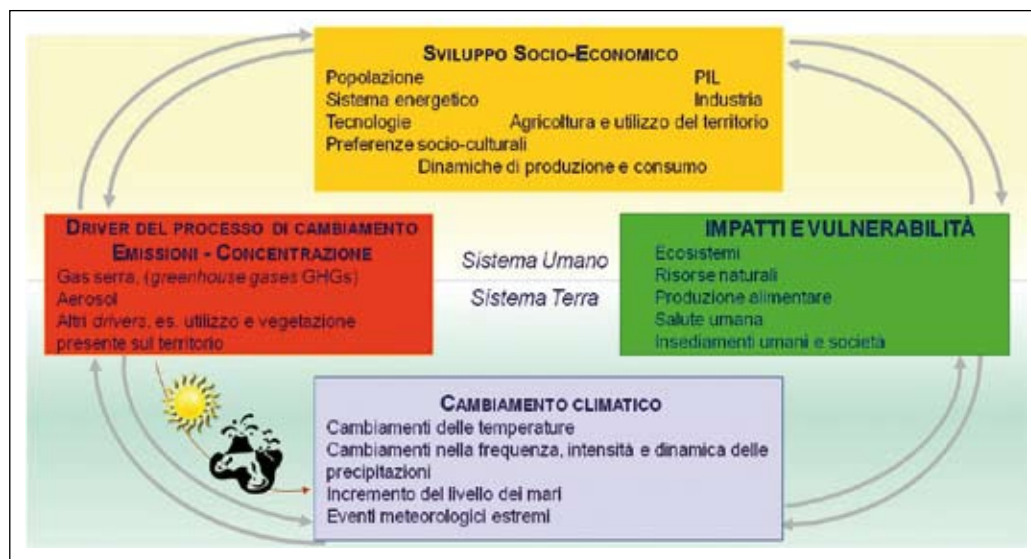 SVILUPPO SOCIO-ECONOMICO
Popolazione PIL
Sistema energetico Industria
Tecnologie Agricoltura e utilizzo del territorio
Preferenze socio-culturali
Dinamiche di produzione e consumo
DRIVER DEL PROCESSO DI CAMBIAMENTO
EMISSIONI - CONCENTRAZIONE
Gas serra, (greenhouse gases GHGs)
Aerosol
Altri drivers, es. utilizzo e vegetazione
presente sul territorio
Sistema Umano
Sistema Terra
IMPATTI E VULNERABILITÀ
Ecosistemi
Risorse naturali
Produzione alimentare
Salute umana
Insediamenti umani e società
CAMBIAMENTO CLIMATICO
Cambiamenti delle temperature
Cambiamenti nella frequenza, intensità e dinamica delle
precipitazioni
Incremento del livello dei mari
Eventi meteorologici estremi